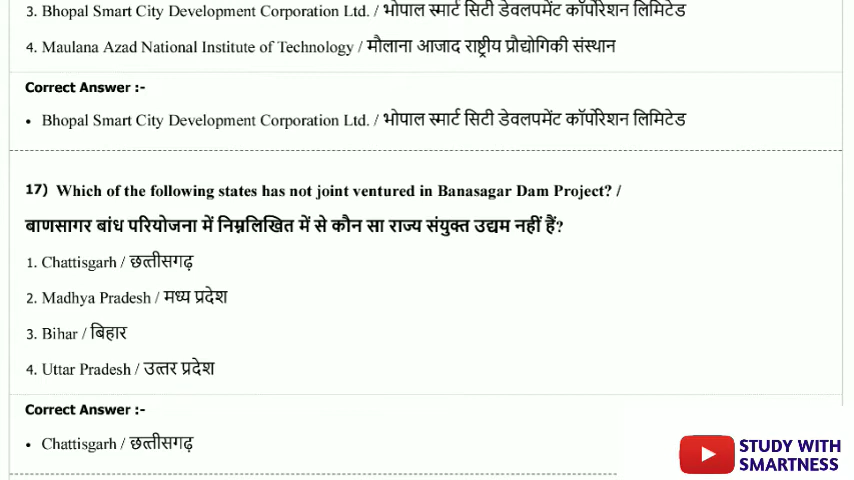 3. Bhopal Smart City Development Corporation Ltd. / भोपाल स्मार्ट सिटी डेवलपमेंट कॉर्पोरेशन लिमिटेड
4. Maulana Azad National Institute of Technology / मौलाना आजाद राष्ट्रीय प्रौद्योगिकी संस्थान
Correct Answer :-
• Bhopal Smart City Development Corporation Ltd. / भोपाल स्मार्ट सिटी डेवलपमेंट कॉर्पोरेशन लिमिटेड
17) Which of the following states has not joint ventured in Banasagar Dam Project? /
बाणसागर बांध परियोजना में निम्नलिखित में से कौन सा राज्य संयुक्त उद्यम नहीं हैं?
1. Chattisgarh / छत्तीसगढ़
2. Madhya Pradesh / मध्य प्रदेश
3. Bihar / बिहार
4. Uttar Pradesh / उत्तर प्रदेश
Correct Answer :-
• Chattisgarh / छत्तीसगढ़
STUDY WITH
SMARTNESS